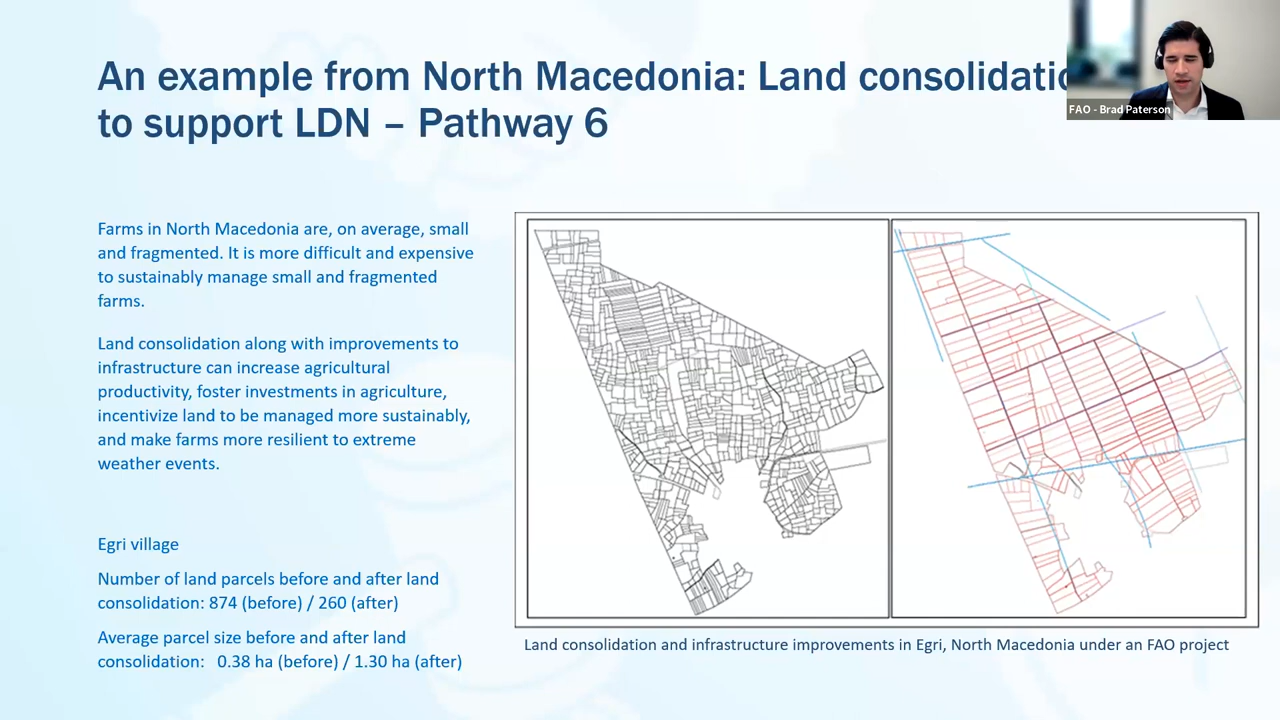 An example from North Macedonia: Land consolidatio
to support LDN – Pathway 6
FAO - Brad Paterson
Farms in North Macedonia are, on average, small
and fragmented. It is more difficult and expensive
to sustainably manage small and fragmented
farms.
Land consolidation along with improvements to
infrastructure can increase agricultural
productivity, foster investments in agriculture,
incentivize land to be managed more sustainably,
and make farms more resilient to extreme
weather events.
Egri village
Number of land parcels before and after land
consolidation: 874 (before) / 260 (after)
Average parcel size before and after land
consolidation: 0.38 ha (before) / 1.30 ha (after)
Land consolidation and infrastructure improvements in Egri, North Macedonia under an FAO project